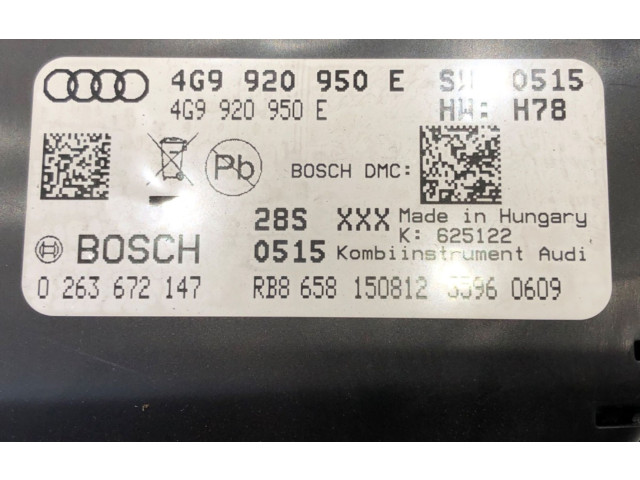 4G9 920 950 E SW 0515
4G9 920 950 E HW: H78
Pb BOSCH DMC:
28S XXX Made in Hungary
K: 625122
BOSCH 0515 Kombiinstrument Audi
0 263 672 147 RB8 658 150812 0609